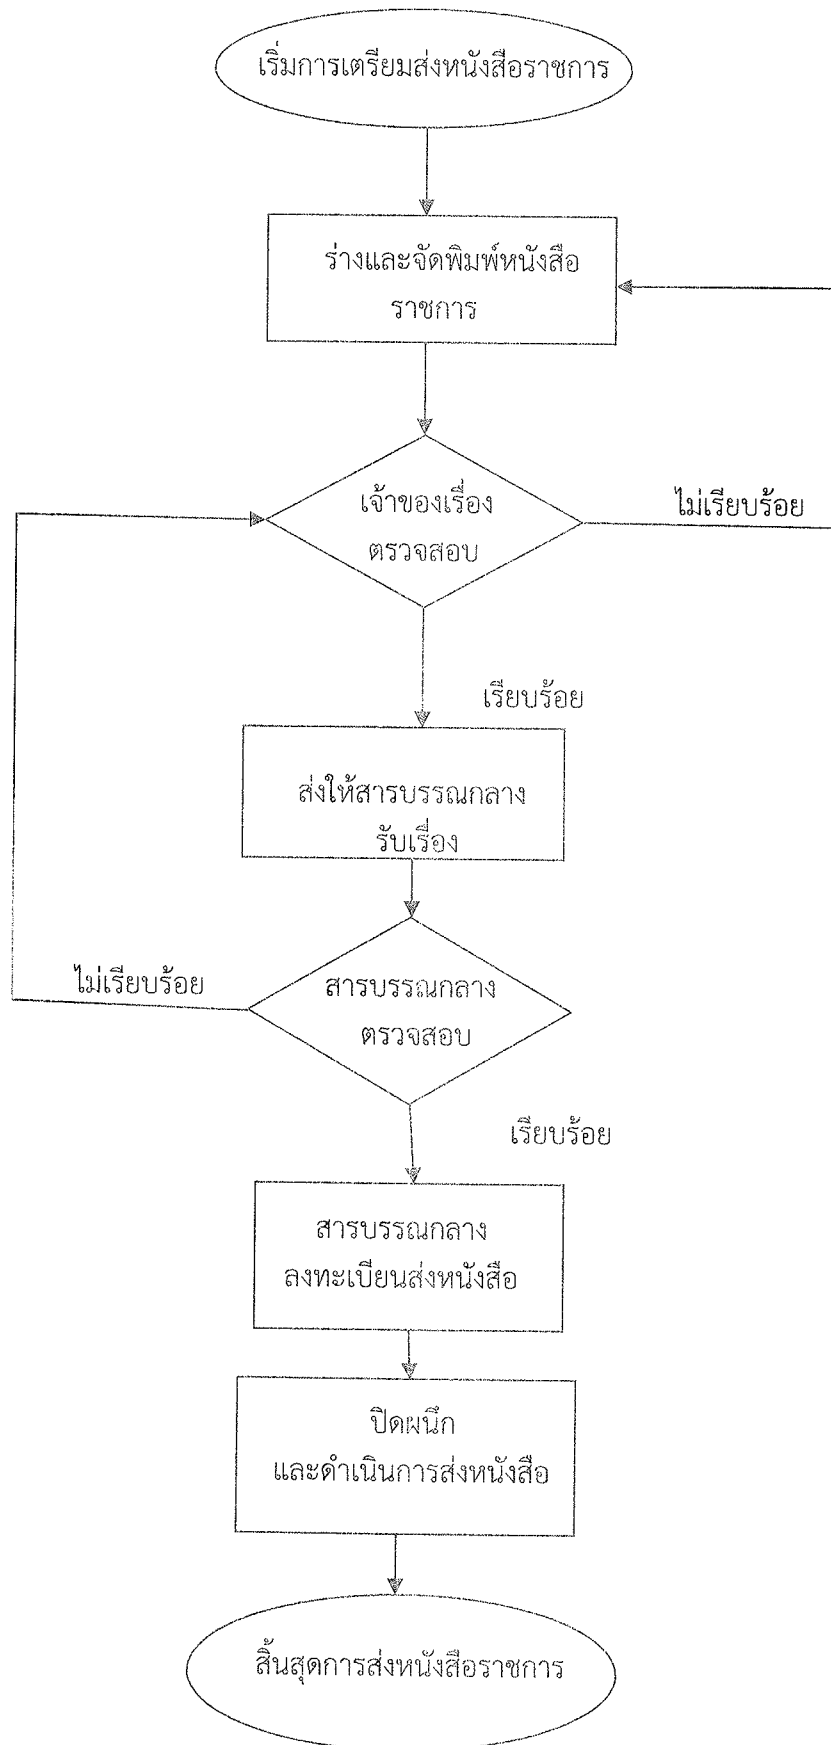 เริ่มการเตรียมส่งหนังสือราชการ
ร่างและจัดพิมพ์หนังสือ
ราชการ
เจ้าของเรื่อง
ตรวจสอบ
ไม่เรียบร้อย
เรียบร้อย
ส่งให้สารบรรณกลาง
รับเรื่อง
ไม่เรียบร้อย
สารบรรณกลาง
ตรวจสอบ
เรียบร้อย
สารบรรณกลาง
ลงทะเบียนส่งหนังสือ
ปิดผนึก
และดำเนินการส่งหนังสือ
สิ้นสุดการส่งหนังสือราชการ